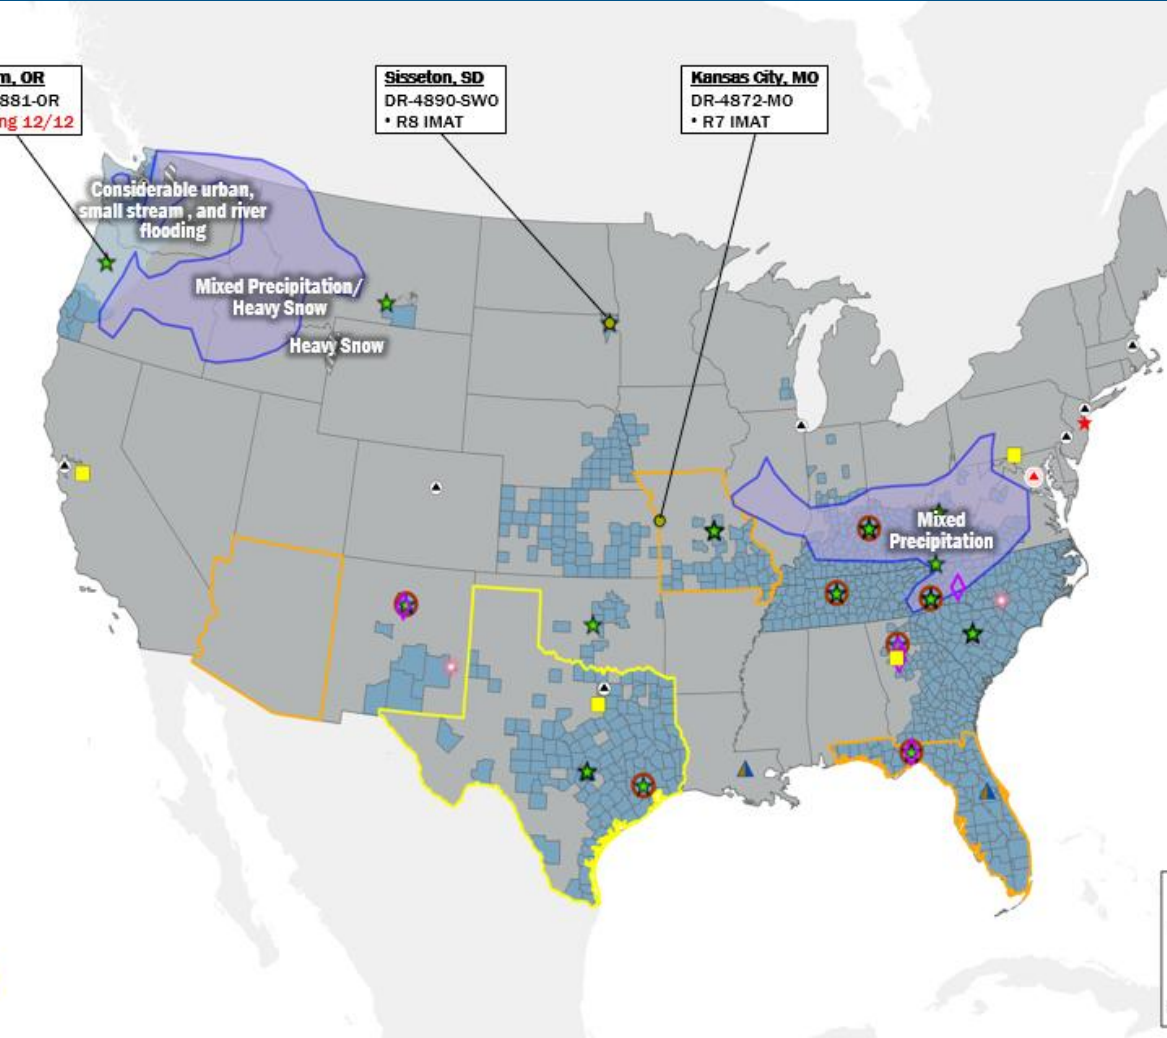 m, OR
881-OR
ng 12/12
Sisseton, SD
DR-4890-SWO
• R8 IMAT
Kansas City, MO
DR-4872-MO
• R7 IMAT
Considerable urban,
small stream , and river
flooding
Mixed Precipitation/
Heavy Snow
Heavy Snow
Mixed
Precipitation